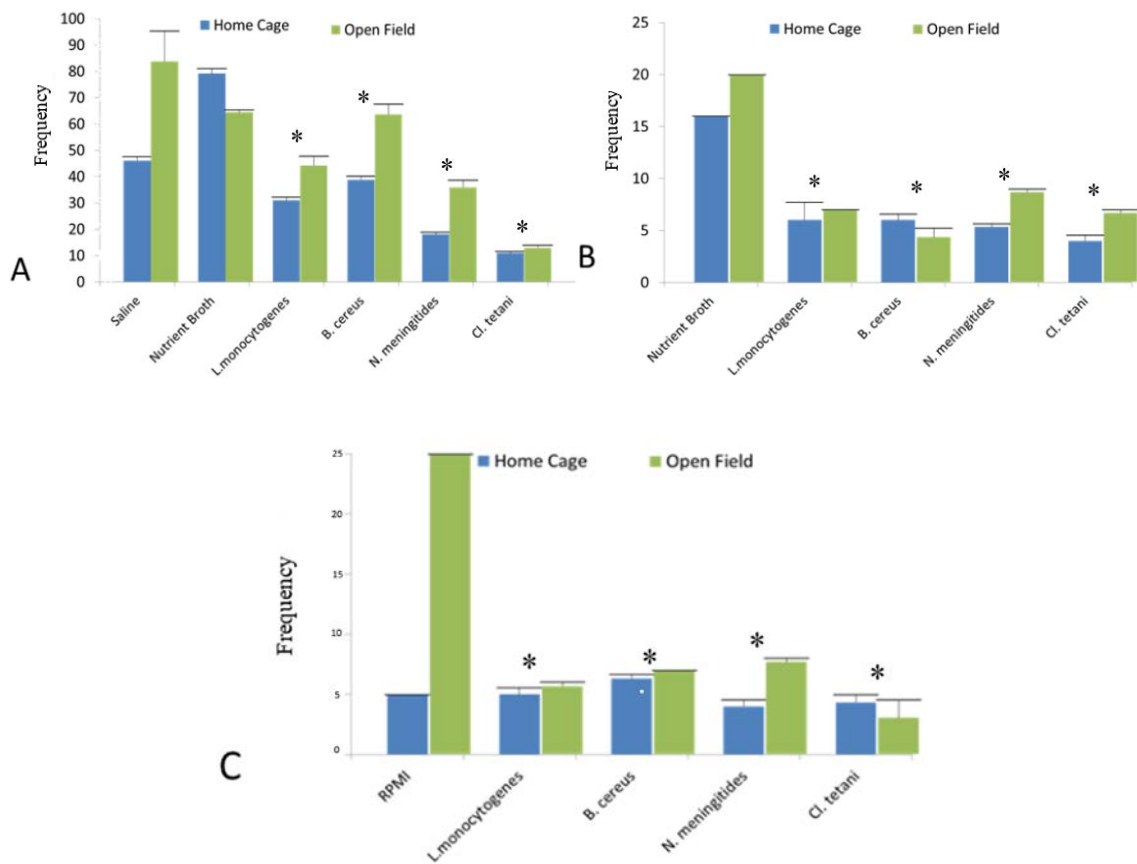 Home Cage Open Field
100
90
80
70
60
50
40
30
20
10
0
Frequency
*
*
*
*
A
Saline
Nutrient Broth
L.monocytogenes
B. cereus
N. meningitides
Cl. tetani
Home Cage Open Field
25
20
15
10
5
0
Frequency
*
*
*
*
B
Nutrient Broth
L.monocytogenes
B. cereus
N. meningitides
Cl. tetani
Home Cage Open Field
25
20
15
10
5
0
Frequency
*
*
*
*
C
RPMI
L.monocytogenes
B. cereus
N. meningitides
Cl. tetani